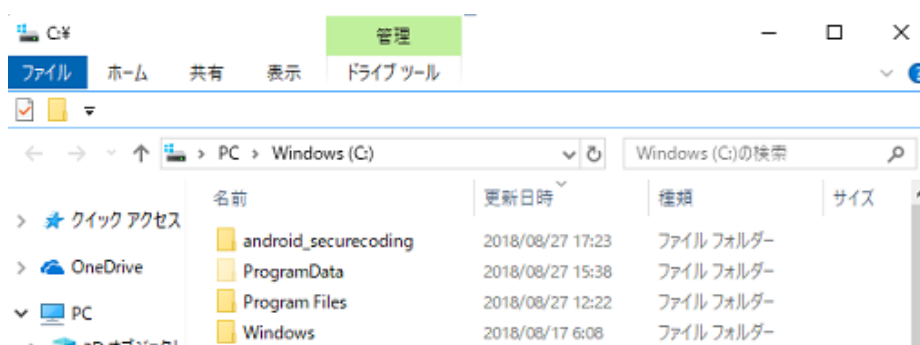 C:¥
管理
ファイル ホーム 共有 表示 ドライブ ツール
PC > Windows (C:) Windows (C:)の検索
名前 更新日時 種類 サイズ
クイック アクセス
android_securecoding 2018/08/27 17:23 ファイル フォルダー
OneDrive
ProgramData 2018/08/27 15:38 ファイル フォルダー
Program Files 2018/08/27 12:22 ファイル フォルダー
PC
Windows 2018/08/17 6:08 ファイル フォルダー